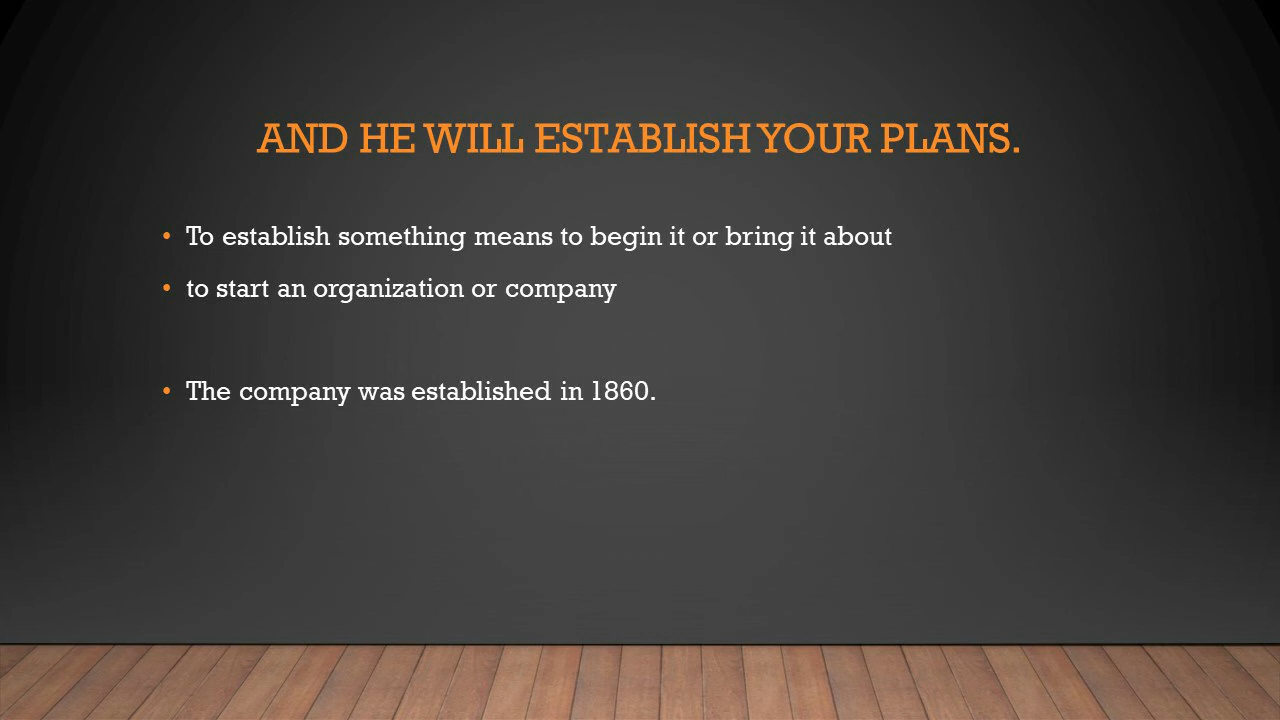 AND HE WILL ESTABLISH YOUR PLANS.
• To establish something means to begin it or bring it about
• to start an organization or company
• The company was established in 1860.